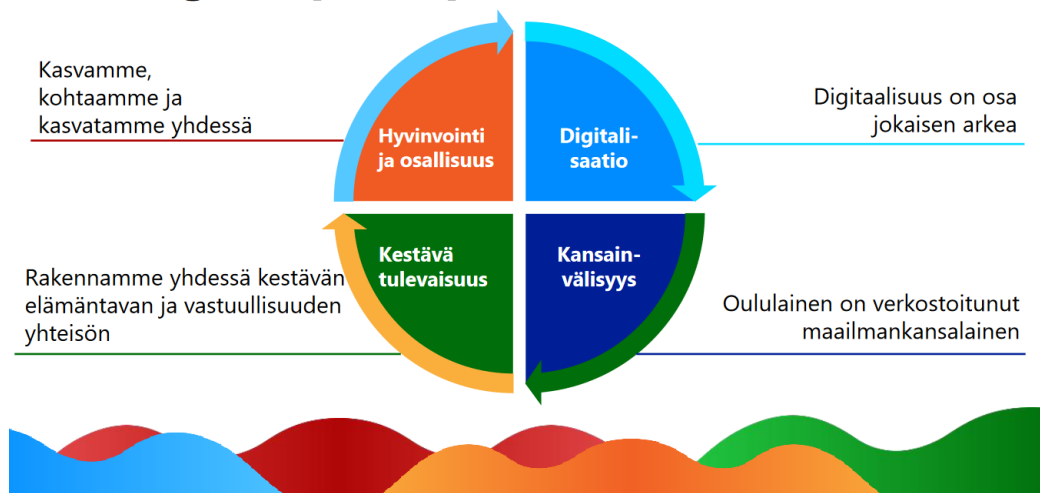 Kasvamme,
kohtaamme ja
kasvatamme yhdessä
Hyvinvointi
ja osallisuus
Digitali-
saatio
Digitaalisuus on osa
jokaisen arkea
Rakennamme yhdessä kestävän
elämäntavan ja vastuullisuuden
yhteisön
Kestävä
tulevaisuus
Kansain-
välisyys
Oululainen on verkostoitunut
maailmankansalainen